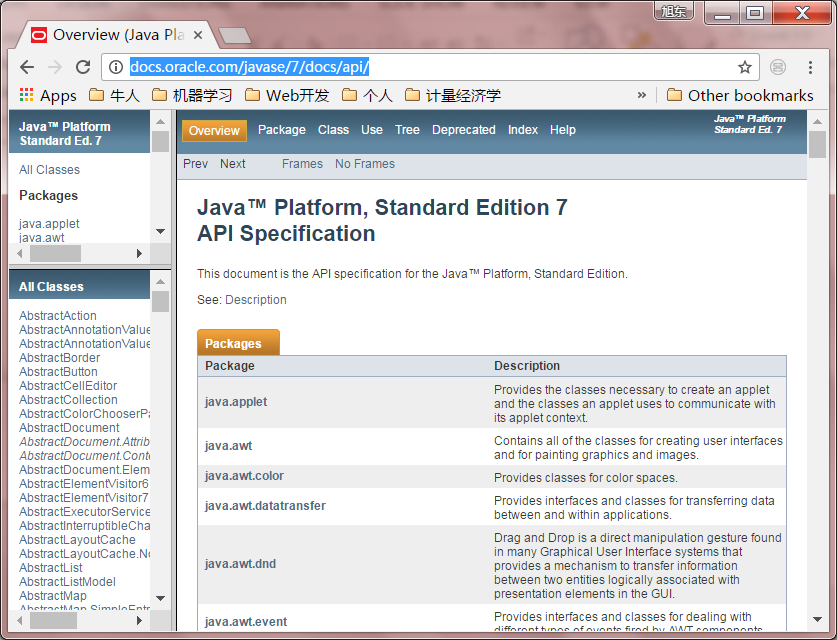 旭东
Overview (Java Pla
docs.oracle.com/javase/7/docs/api/
Apps 牛人 机器学习 Web开发 个人 计量经济学 » Other bookmarks
Java™ Platform
Standard Ed. 7
All Classes
Packages
java.applet
java.awt
All Classes
AbstractAction
AbstractAnnotationValue
AbstractAnnotationValue
AbstractBorder
AbstractButton
AbstractCellEditor
AbstractCollection
AbstractColorChooserPa
AbstractDocument
AbstractDocument.Attrib
AbstractDocument.Conte
AbstractDocument.Elem
AbstractElementVisitor6
AbstractElementVisitor7
AbstractExecutorService
AbstractInterruptibleCha
AbstractLayoutCache
AbstractLayoutCache.No
AbstractList
AbstractListModel
AbstractMap
AbstractMap.SimpleEntr
Overview Package Class Use Tree Deprecated Index Help
Java™ Platform
Standard Ed. 7
Prev Next Frames No Frames
Java™ Platform, Standard Edition 7
API Specification
This document is the API specification for the Java™ Platform, Standard Edition.
See: Description
Packages
Package Description
java.applet Provides the classes necessary to create an applet
and the classes an applet uses to communicate with
its applet context.
java.awt Contains all of the classes for creating user interfaces
and for painting graphics and images.
java.awt.color Provides classes for color spaces.
java.awt.datatransfer Provides interfaces and classes for transferring data
between and within applications.
java.awt.dnd Drag and Drop is a direct manipulation gesture found
in many Graphical User Interface systems that
provides a mechanism to transfer information
between two entities logically associated with
presentation elements in the GUI.
java.awt.event Provides interfaces and classes for dealing with
different types of events fired by AWT components